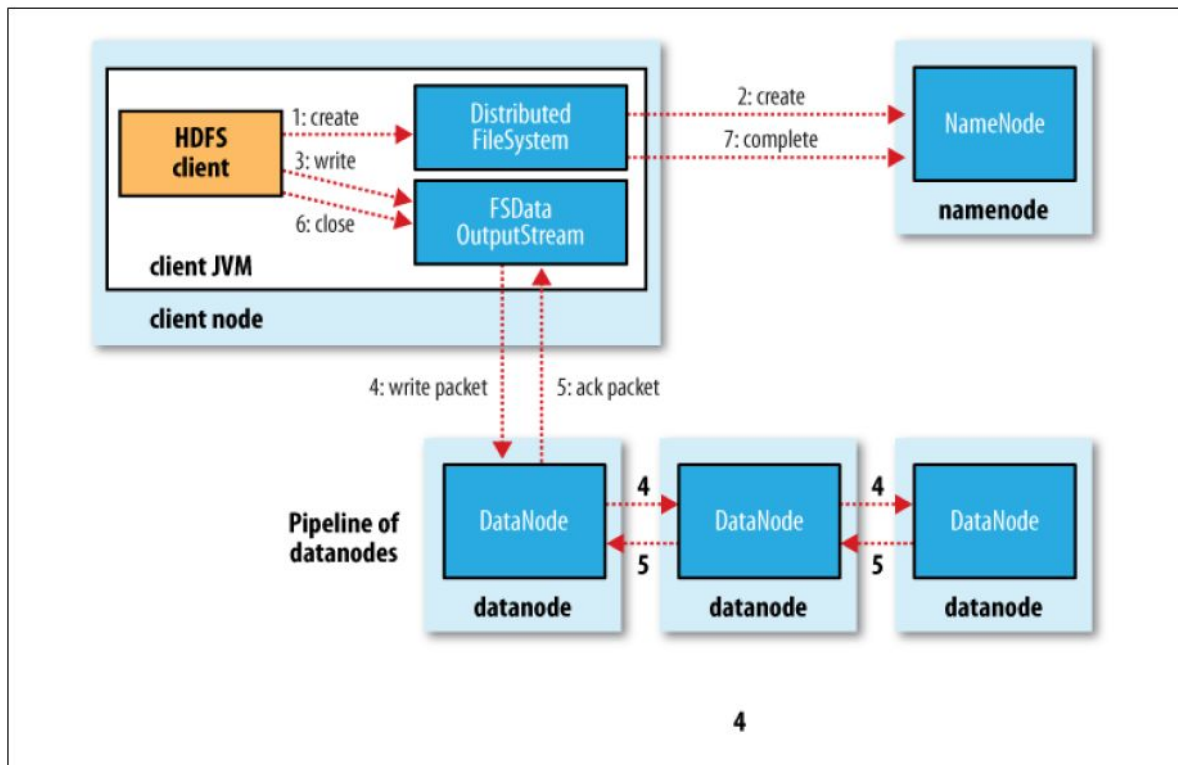 1: create
2: create
Distributed
FileSystem
NameNode
HDFS
client
3: write
7: complete
6: close
FSData
OutputStream
namenode
client JVM
client node
4: write packet
5: ack packet
4
4
Pipeline of
datanodes
DataNode
DataNode
DataNode
5
5
datanode
datanode
datanode
4